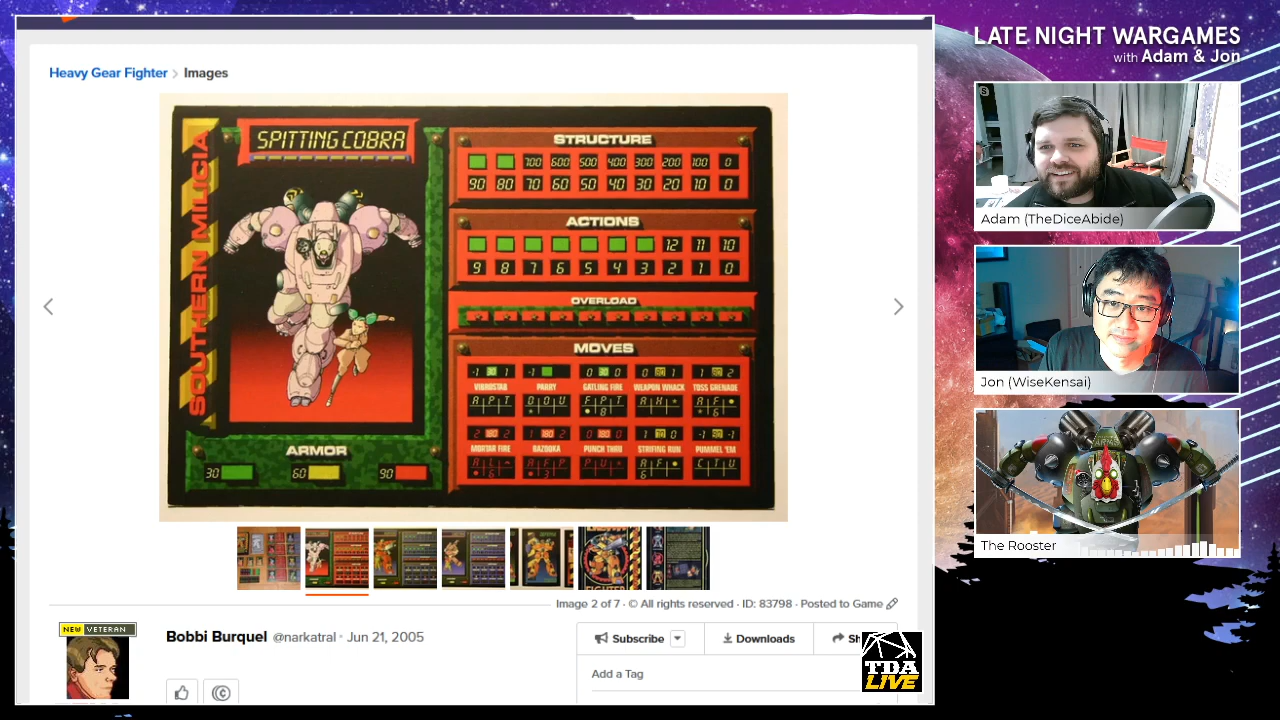 LATE NIGHT WARGAMES
with Adam & Jon
Heavy Gear Fighter > Images
SOUTHERN MILICIA
SPITTING COBRA
STRUCTURE
700 600 500 400 300 200 100 0
90 80 70 60 50 40 30 20 10 0
ACTIONS
12 11 10
9 8 7 6 5 4 3 2 1 0
OVERLOAD
MOVES
VIBROSTAB PARRY GATLING FIRE WEAPON WHACK TOSS GRENADE
MORTAR FIRE BAZOOKA PUNCH THRU STRIFING RUN PUMMEL 'EM
ARMOR
30 60 90
Adam (TheDiceAbide)
Jon (WiseKensai)
The Rooster
Image 2 of 7 · © All rights reserved · ID: 83798 · Posted to Game
NEW VETERAN
Bobbi Burquel @narkatral · Jun 21, 2005
Subscribe Downloads Sh
Add a Tag
TDA
LIVE